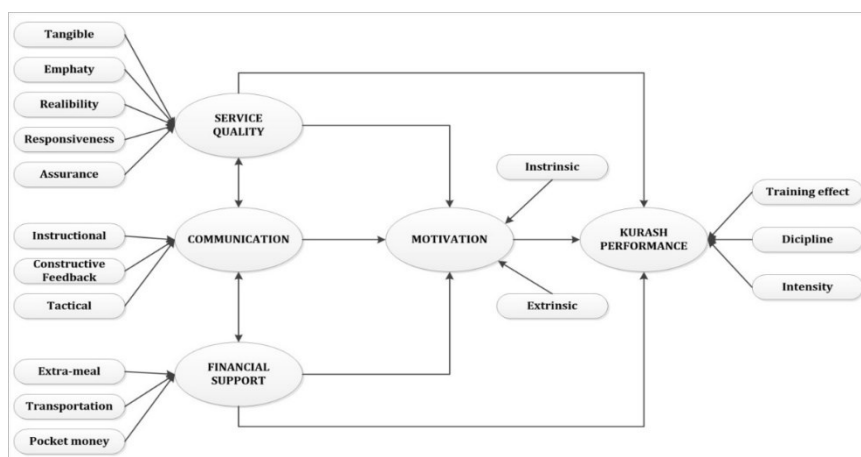 Tangible
Emphaty
Realibility
Responsiveness
Assurance
SERVICE
QUALITY
Instructional
Constructive
Feedback
Tactical
COMMUNICATION
Extra-meal
Transportation
Pocket money
FINANCIAL
SUPPORT
Instrinsic
MOTIVATION
Extrinsic
KURASH
PERFORMANCE
Training effect
Dicipline
Intensity